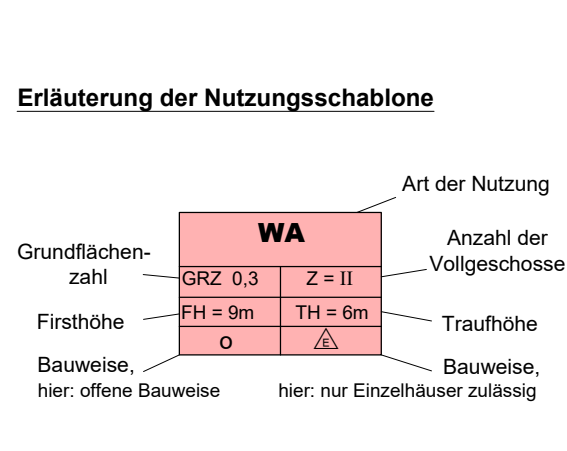 Erläuterung der Nutzungsschablone
Art der Nutzung
WA
Grundflächen-
zahl
Anzahl der
Vollgeschosse
GRZ 0,3
Z = II
Firsthöhe
FH = 9m
TH = 6m
Traufhöhe
o
E
Bauweise,
hier: offene Bauweise
Bauweise,
hier: nur Einzelhäuser zulässig